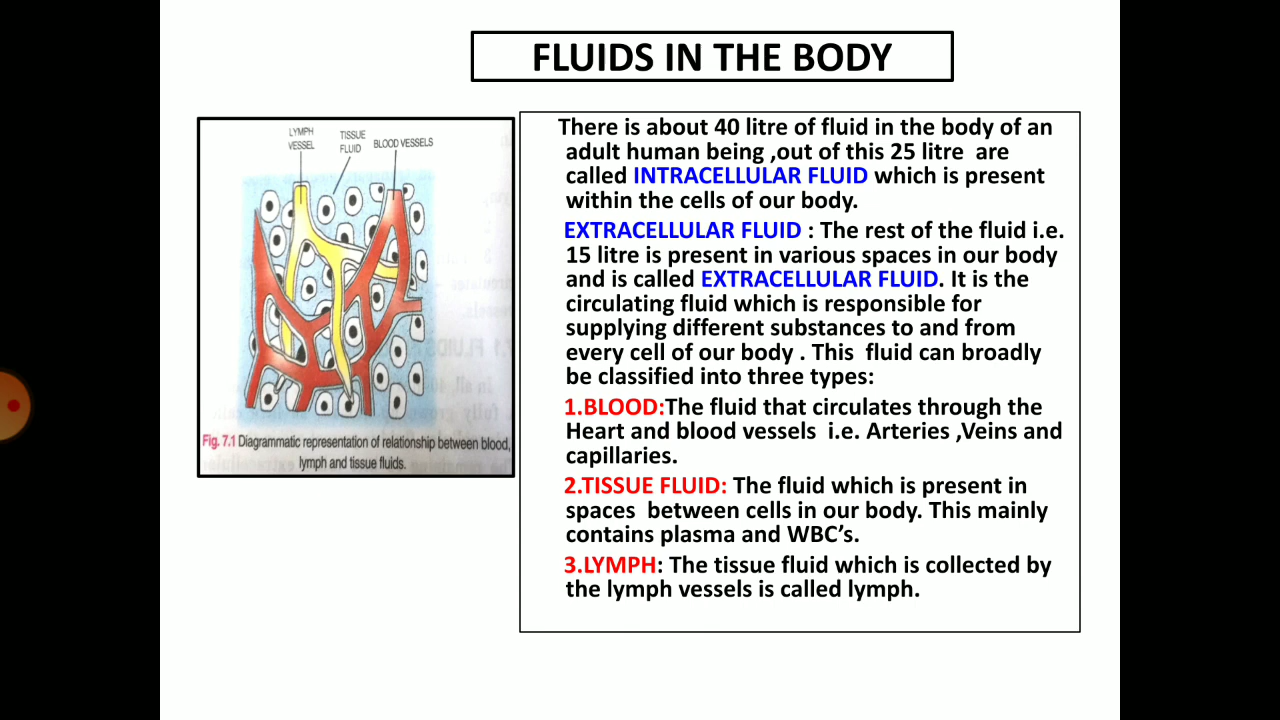 FLUIDS IN THE BODY
LYMPH
VESSEL
TISSUE
FLUID
BLOOD VESSELS
Fig. 7.1 Diagrammatic representation of relationship between blood,
lymph and tissue fluids.
There is about 40 litre of fluid in the body of an
adult human being ,out of this 25 litre are
called INTRACELLULAR FLUID which is present
within the cells of our body.
EXTRACELLULAR FLUID : The rest of the fluid i.e.
15 litre is present in various spaces in our body
and is called EXTRACELLULAR FLUID. It is the
circulating fluid which is responsible for
supplying different substances to and from
every cell of our body . This fluid can broadly
be classified into three types:
1.BLOOD:The fluid that circulates through the
Heart and blood vessels i.e. Arteries ,Veins and
capillaries.
2.TISSUE FLUID: The fluid which is present in
spaces between cells in our body. This mainly
contains plasma and WBC’s.
3.LYMPH: The tissue fluid which is collected by
the lymph vessels is called lymph.